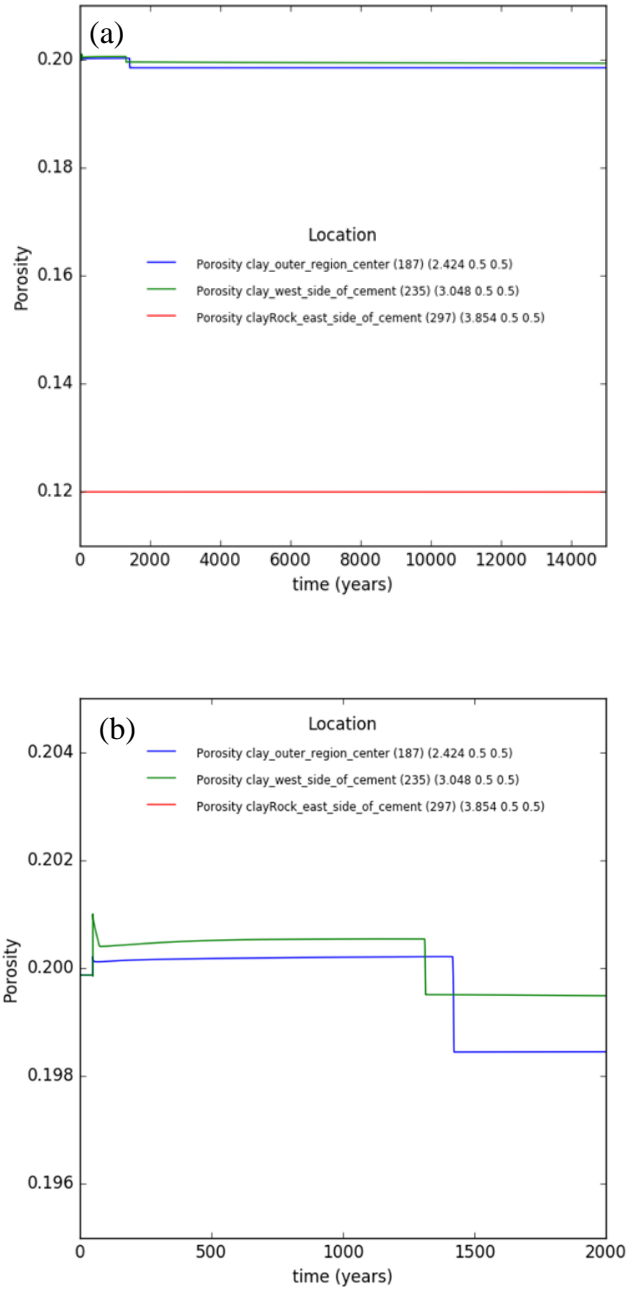 (a)
0.20
0.18
0.16
0.14
0.12
Porosity
Location
Porosity clay_outer_region_center (187) (2.424 0.5 0.5)
Porosity clay_west_side_of_cement (235) (3.048 0.5 0.5)
Porosity clayRock_east_side_of_cement (297) (3.854 0.5 0.5)
0 2000 4000 6000 8000 10000 12000 14000
time (years)
(b)
0.204
0.202
0.200
0.198
0.196
Porosity
Location
Porosity clay_outer_region_center (187) (2.424 0.5 0.5)
Porosity clay_west_side_of_cement (235) (3.048 0.5 0.5)
Porosity clayRock_east_side_of_cement (297) (3.854 0.5 0.5)
0 500 1000 1500 2000
time (years)